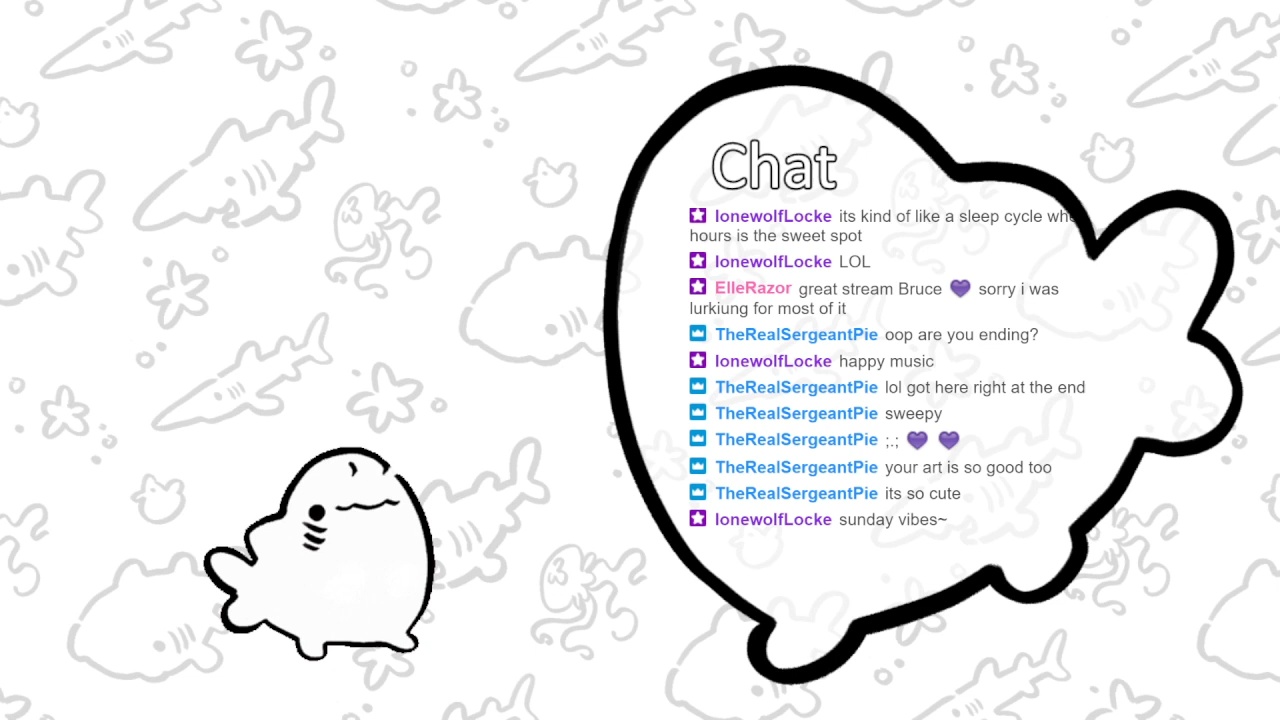 Chat
lonewolfLocke its kind of like a sleep cycle
hours is the sweet spot
lonewolfLocke LOL
ElleRazor great stream Bruce 💜 sorry i was
lurkiung for most of it
TheRealSergeantPie oop are you ending?
lonewolfLocke happy music
TheRealSergeantPie lol got here right at the end
TheRealSergeantPie sweepy
TheRealSergeantPie ;.; 💜 💜
TheRealSergeantPie your art is so good too
TheRealSergeantPie its so cute
lonewolfLocke sunday vibes~